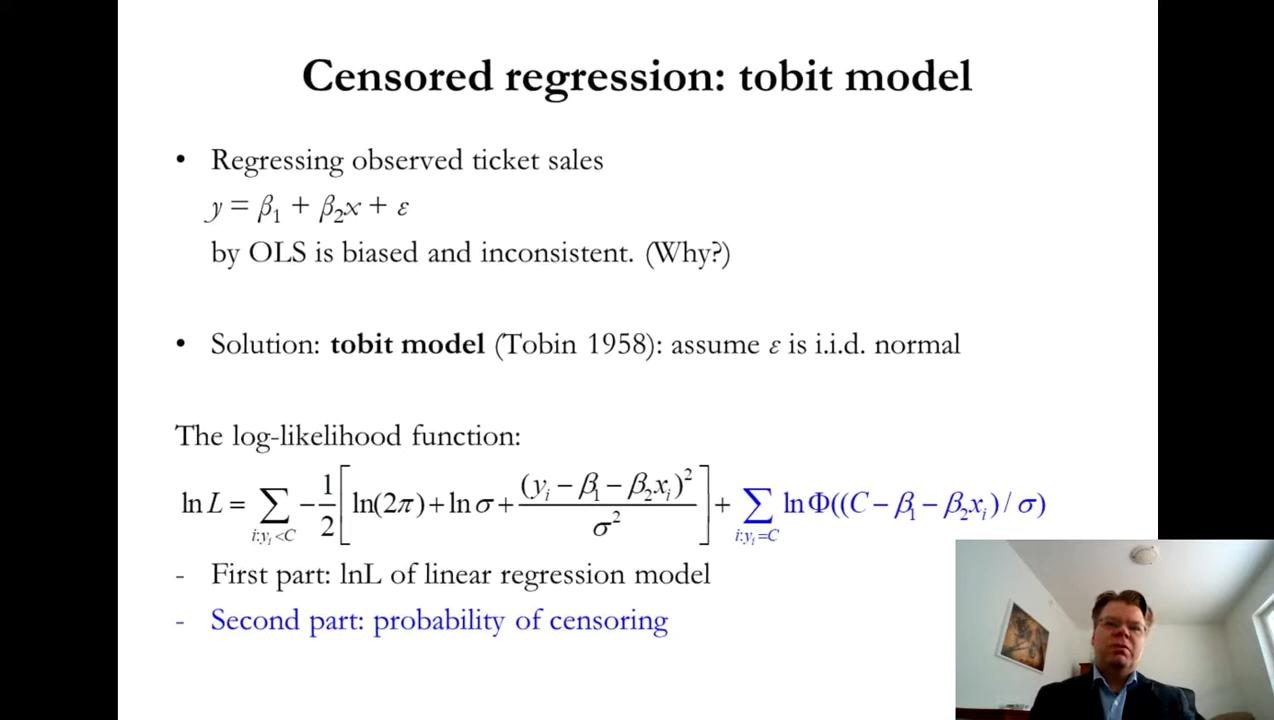 Censored regression: tobit model
• Regressing observed ticket sales
y = β₁ + β₂x + ε
by OLS is biased and inconsistent. (Why?)
• Solution: tobit model (Tobin 1958): assume ε is i.i.d. normal
The log-likelihood function:
ln L = ∑_{i:yᵢ<C} −1/2 [ln(2π) + ln σ + (yᵢ − β₁ − β₂xᵢ)²/σ²] + ∑_{i:yᵢ=C} ln Φ((C − β₁ − β₂xᵢ)/σ)
- First part: lnL of linear regression model
- Second part: probability of censoring